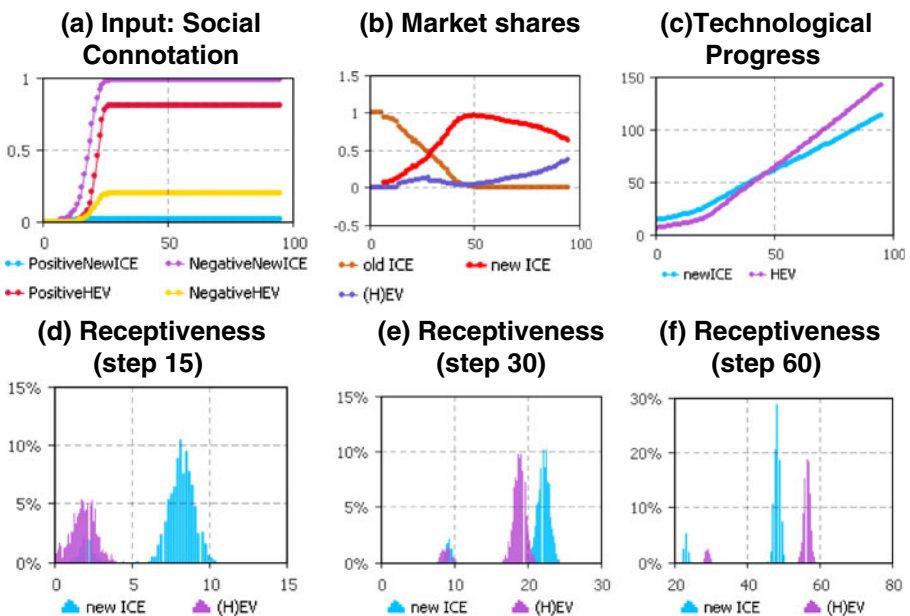 (a) Input: Social
Connotation
(b) Market shares
(c)Technological
Progress
1
0.5
0
0
50
100
PositiveNewICE
NegativeNewICE
PositiveHEV
NegativeHEV
1.5
1
0.5
0
-0.5
0
50
100
old ICE
new ICE
(H)EV
150
100
50
0
0
50
100
newICE
HEV
(d) Receptiveness
(step 15)
(e) Receptiveness
(step 30)
(f) Receptiveness
(step 60)
15%
10%
5%
0%
0
5
10
15
new ICE
(H)EV
15%
10%
5%
0%
0
10
20
30
new ICE
(H)EV
30%
20%
10%
0%
20
40
60
80
new ICE
(H)EV